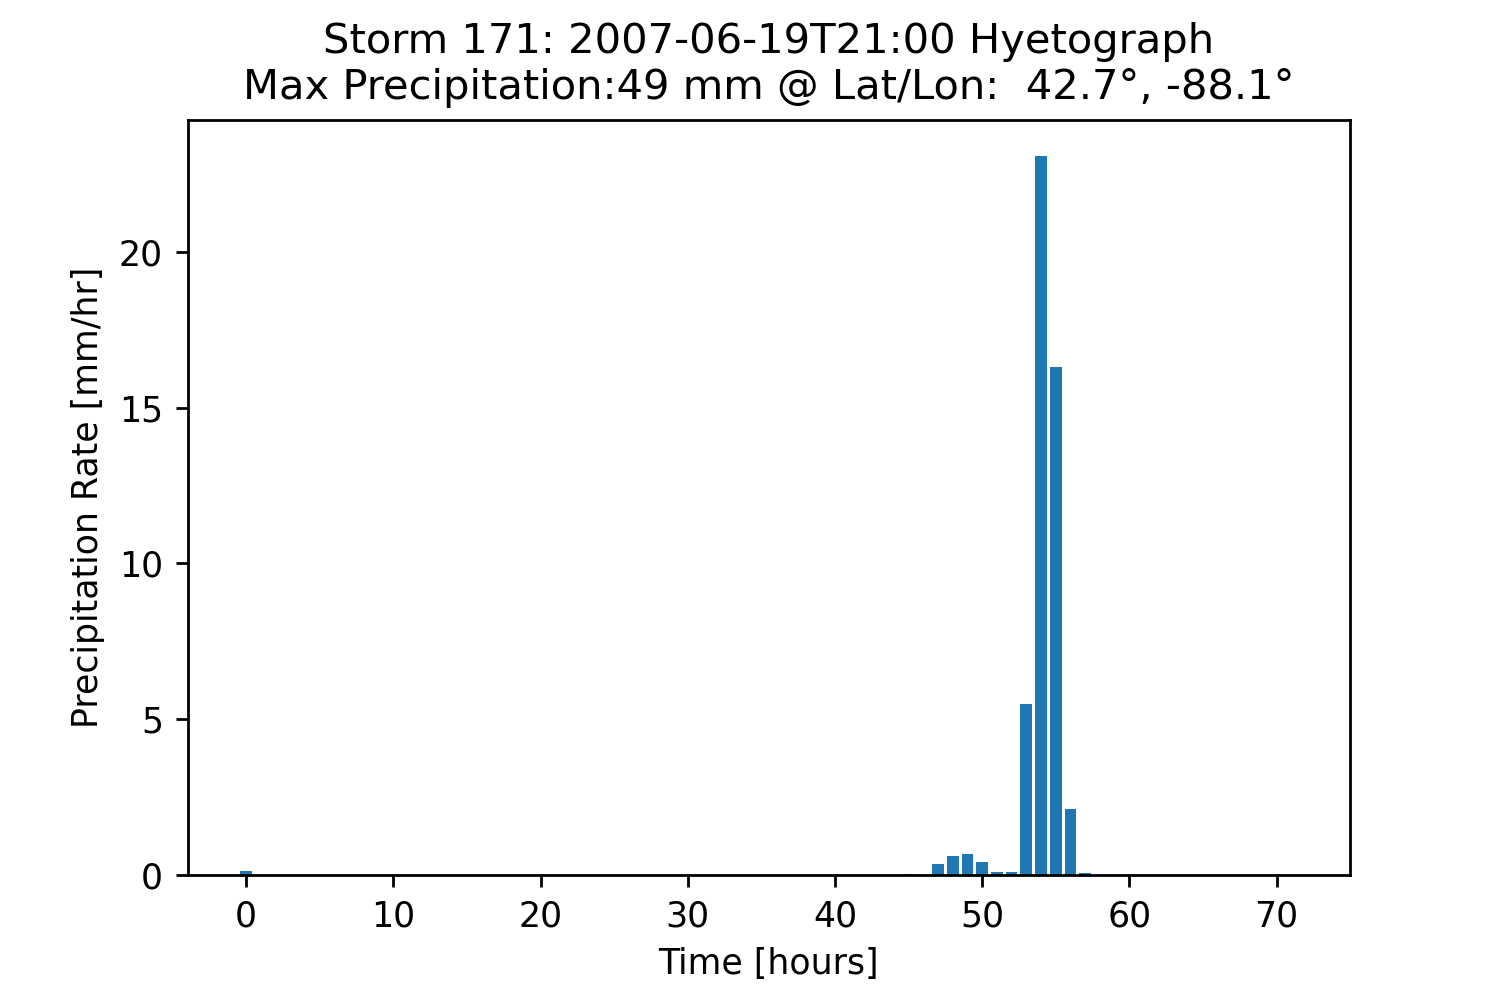 Storm 171: 2007-06-19T21:00 Hyetograph
Max Precipitation:49 mm @ Lat/Lon:  42.7°, -88.1°
Precipitation Rate [mm/hr]
20
15
10
5
0
0 10 20 30 40 50 60 70
Time [hours]